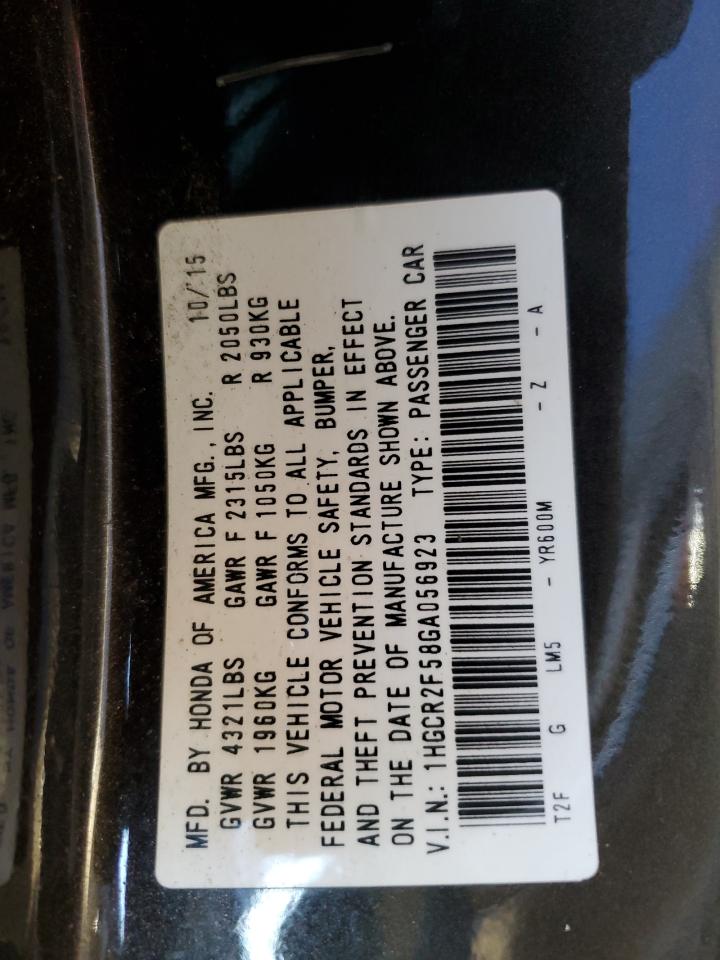 MFD. BY HONDA OF AMERICA MFG., INC. 10/15
GVWR 4321LBS GAWR F 2315LBS R 2050LBS
GVWR 1960KG GAWR F 1050KG R 930KG
THIS VEHICLE CONFORMS TO ALL APPLICABLE
FEDERAL MOTOR VEHICLE SAFETY, BUMPER,
AND THEFT PREVENTION STANDARDS IN EFFECT
ON THE DATE OF MANUFACTURE SHOWN ABOVE.
V.I.N.: 1HGCR2F58GA056923 TYPE: PASSENGER CAR
T2F G LM5 - YR600M - Z - A